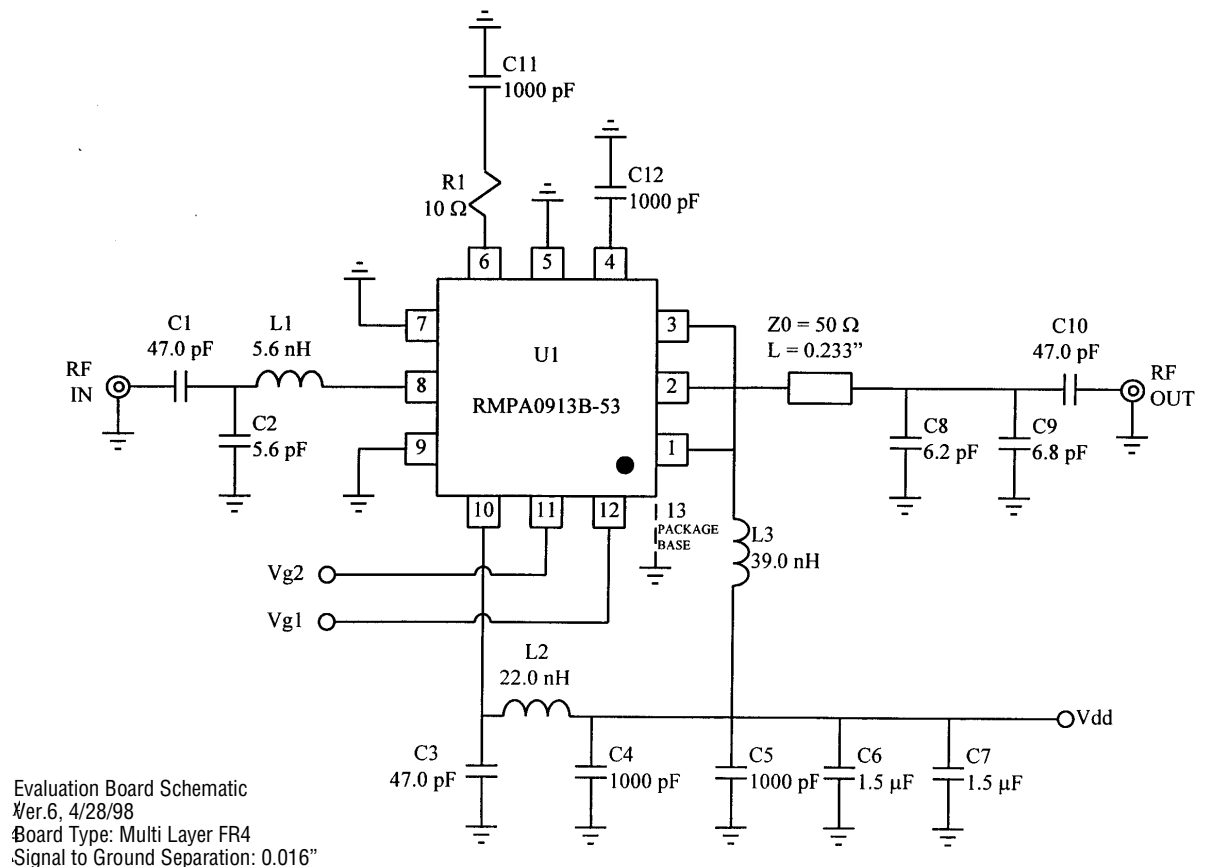 C11
1000 pF
C12
1000 pF
R1
10 Ω
6
5
4
7
3
Z0 = 50 Ω
L = 0.233”
C1
47.0 pF
L1
5.6 nH
C10
47.0 pF
U1
RF
IN
8
2
RF
OUT
RMPA0913B-53
C2
5.6 pF
9
1
C8
6.2 pF
C9
6.8 pF
10
11
12
13
PACKAGE
BASE
L3
39.0 nH
Vg2
Vg1
L2
22.0 nH
Vdd
C3
47.0 pF
C4
1000 pF
C5
1000 pF
C6
1.5 μF
C7
1.5 μF
Evaluation Board Schematic
Ver.6, 4/28/98
Board Type: Multi Layer FR4
Signal to Ground Separation: 0.016”